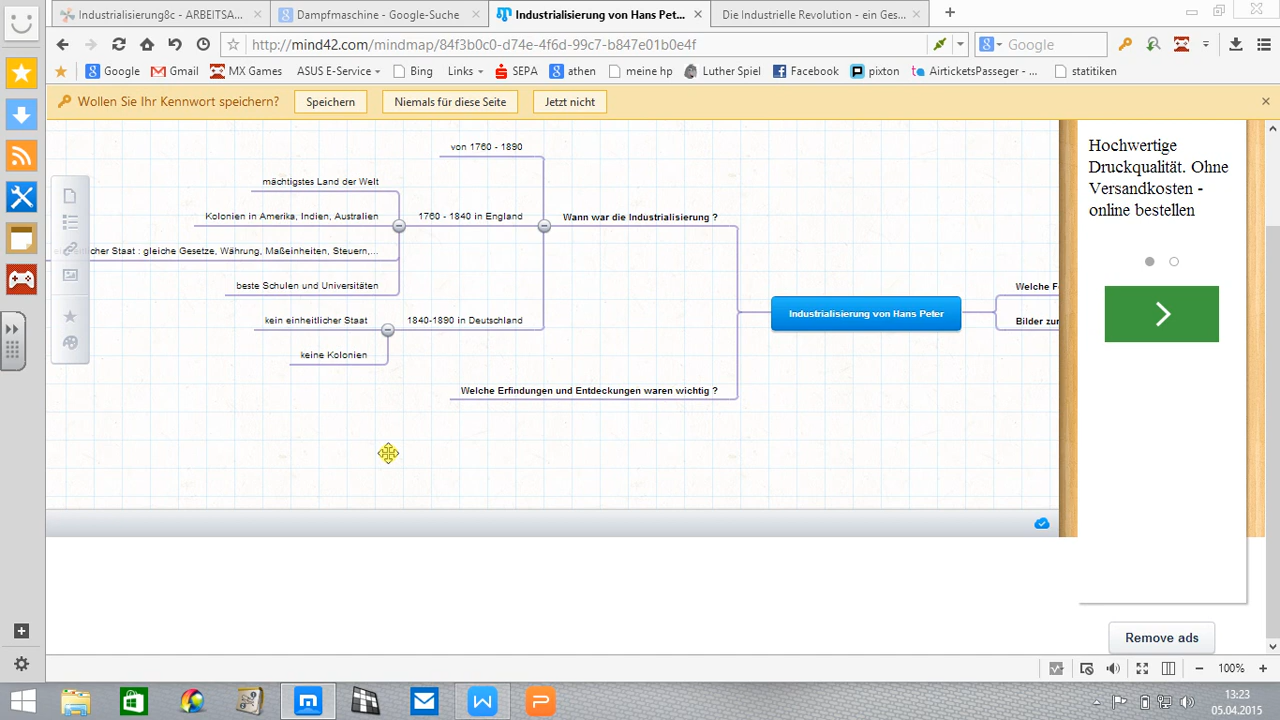 Industrialisierung8c - ARBEITSA...
Dampfmaschine - Google-Suche
Industrialisierung von Hans Peter...
Die Industrielle Revolution - ein Ges...
http://mind42.com/mindmap/84f3b0c0-d74e-4f6d-99c7-b847e01b0e4f
Google
Google
Gmail
MX Games
ASUS E-Service
Bing
Links
SEPA
athen
meine hp
Luther Spiel
Facebook
pixton
AirticketsPasseger - ...
statitiken
Wollen Sie Ihr Kennwort speichern?
Speichern
Niemals für diese Seite
Jetzt nicht
von 1760 - 1890
mächtigstes Land der Welt
Kolonien in Amerika, Indien, Australien
1760 - 1840 in England
Wann war die Industrialisierung ?
cher Staat : gleiche Gesetze, Währung, Maßeinheiten, Steuern,...
beste Schulen und Universitäten
kein einheitlicher Staat
1840-1890 in Deutschland
keine Kolonien
Welche Erfindungen und Entdeckungen waren wichtig ?
Industrialisierung von Hans Peter
Welche F
Bilder zur
Hochwertige
Druckqualität. Ohne
Versandkosten -
online bestellen
Remove ads
100%
13:23
05.04.2015